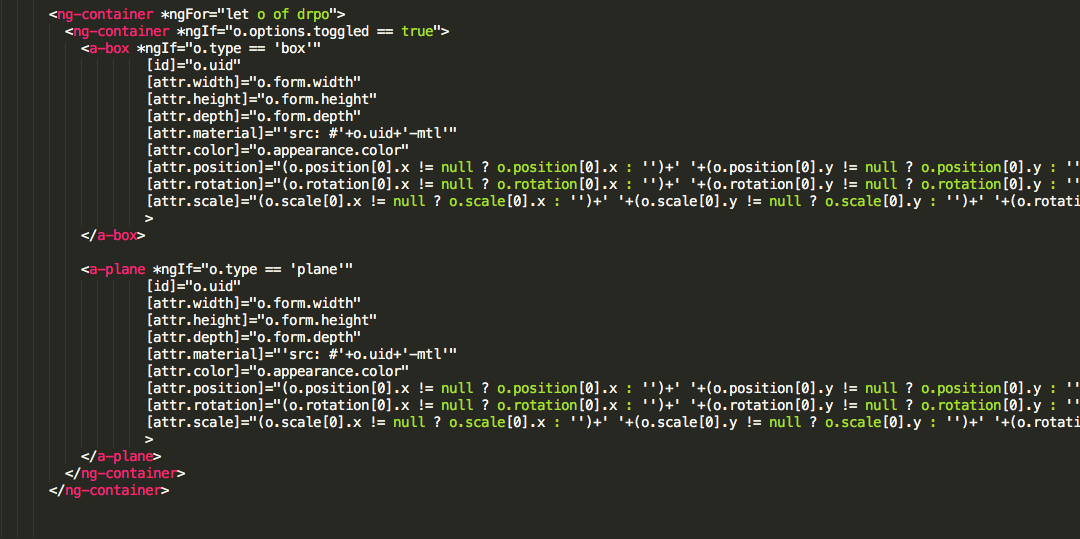 <ng-container *ngFor="let o of drpo">
<ng-container *ngIf="o.options.toggled == true">
<a-box *ngIf="o.type == 'box'"
[id]="o.uid"
[attr.width]="o.form.width"
[attr.height]="o.form.height"
[attr.depth]="o.form.depth"
[attr.material]="'src: #'+o.uid+'-mtl'"
[attr.color]="o.appearance.color"
[attr.position]="(o.position[0].x != null ? o.position[0].x : '')+' '+(o.position[0].y != null ? o.position[0].y : ''
[attr.rotation]="(o.rotation[0].x != null ? o.rotation[0].x : '')+' '+(o.rotation[0].y != null ? o.rotation[0].y : ''
[attr.scale]="(o.scale[0].x != null ? o.scale[0].x : '')+' '+(o.scale[0].y != null ? o.scale[0].y : '')+' '+(o.rotati
>
</a-box>
<a-plane *ngIf="o.type == 'plane'"
[id]="o.uid"
[attr.width]="o.form.width"
[attr.height]="o.form.height"
[attr.depth]="o.form.depth"
[attr.material]="'src: #'+o.uid+'-mtl'"
[attr.color]="o.appearance.color"
[attr.position]="(o.position[0].x != null ? o.position[0].x : '')+' '+(o.position[0].y != null ? o.position[0].y : ''
[attr.rotation]="(o.rotation[0].x != null ? o.rotation[0].x : '')+' '+(o.rotation[0].y != null ? o.rotation[0].y : ''
[attr.scale]="(o.scale[0].x != null ? o.scale[0].x : '')+' '+(o.scale[0].y != null ? o.scale[0].y : '')+' '+(o.rotati
>
</a-plane>
</ng-container>
</ng-container>